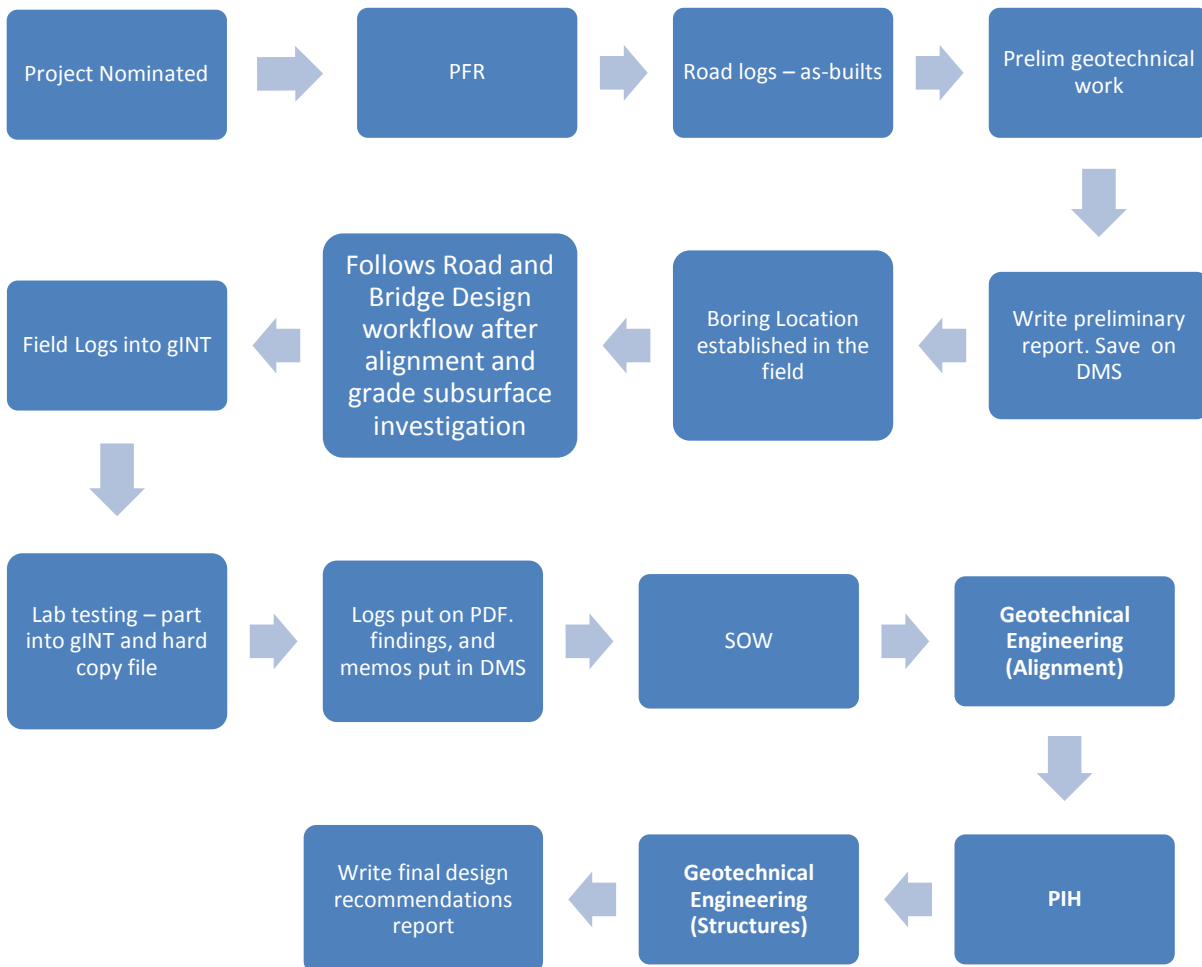 Project Nominated
PFR
Road logs – as-builts
Prelim geotechnical
work
Write preliminary
report. Save on
DMS
Boring Location
established in the
field
Follows Road and
Bridge Design
workflow after
alignment and
grade subsurface
investigation
Field Logs into gINT
Lab testing – part
into gINT and hard
copy file
Logs put on PDF.
findings, and
memos put in DMS
SOW
Geotechnical
Engineering
(Alignment)
PIH
Geotechnical
Engineering
(Structures)
Write final design
recommendations
report